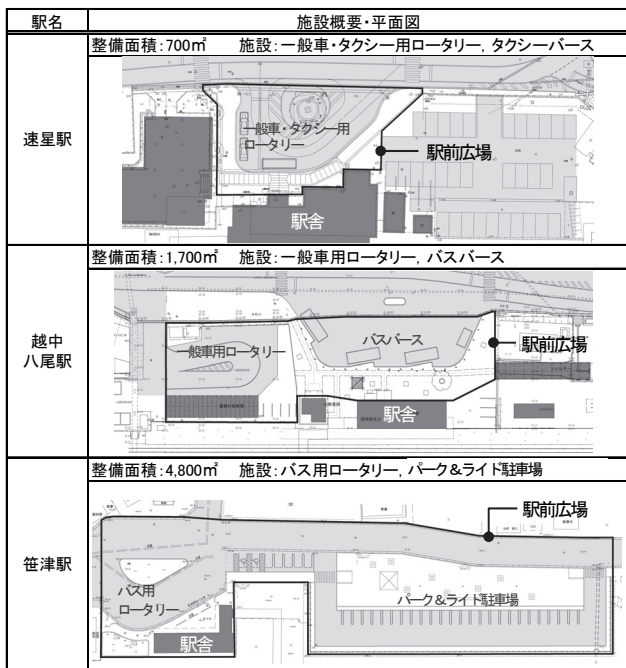 駅名
施設概要・平面図
速星駅
整備面積:700㎡ 施設:一般車・タクシー用ロータリー, タクシーバース
一般車・タクシー用
ロータリー
駅前広場
駅舎
越中
八尾駅
整備面積:1,700㎡ 施設:一般車用ロータリー, バスバース
一般車用ロータリー
バスバース
駅前広場
駅舎
笹津駅
整備面積:4,800㎡ 施設:バス用ロータリー, パーク&ライド駐車場
駅前広場
バス用
ロータリー
パーク&ライド駐車場
駅舎